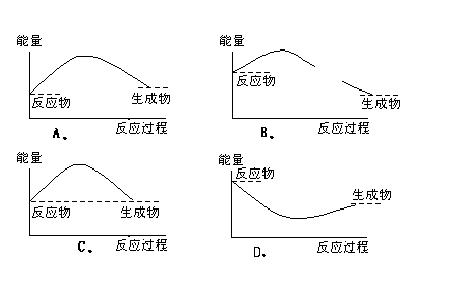 能量
反应物
生成物
A、
反应过程
能量
反应物
生成物
B、
反应过程
能量
反应物
生成物
C、
反应过程
能量
反应物
生成物
D、
反应过程